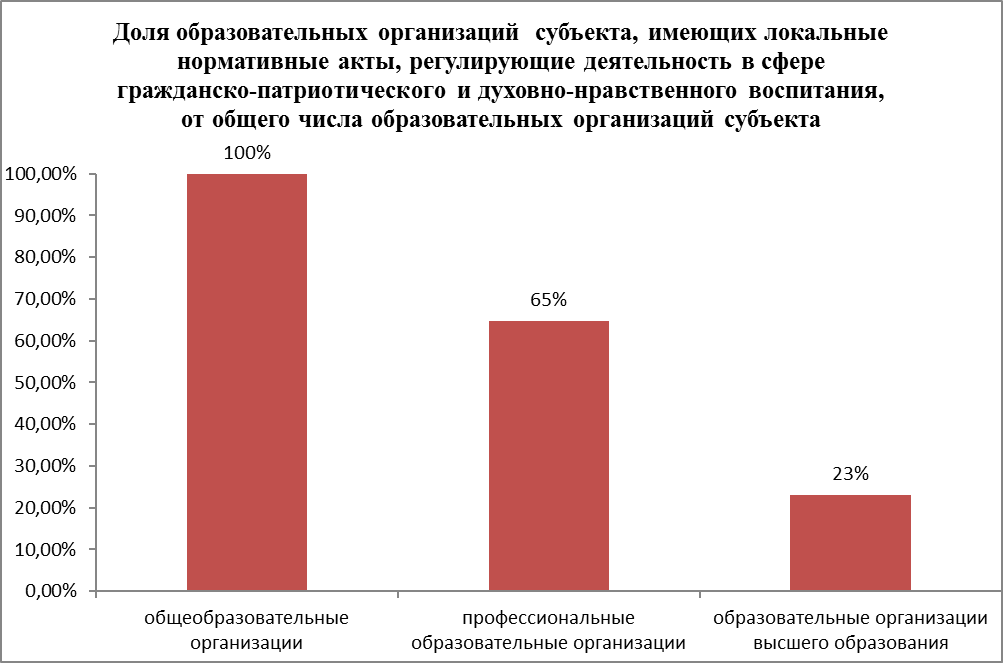 Доля образовательных организаций субъекта, имеющих локальные
нормативные акты, регулирующие деятельность в сфере
гражданско-патриотического и духовно-нравственного воспитания,
от общего числа образовательных организаций субъекта
100%
100,00%
90,00%
80,00%
70,00%
65%
60,00%
50,00%
40,00%
30,00%
23%
20,00%
10,00%
0,00%
общеобразовательные
организации
профессиональные
образовательные организации
образовательные организации
высшего образования